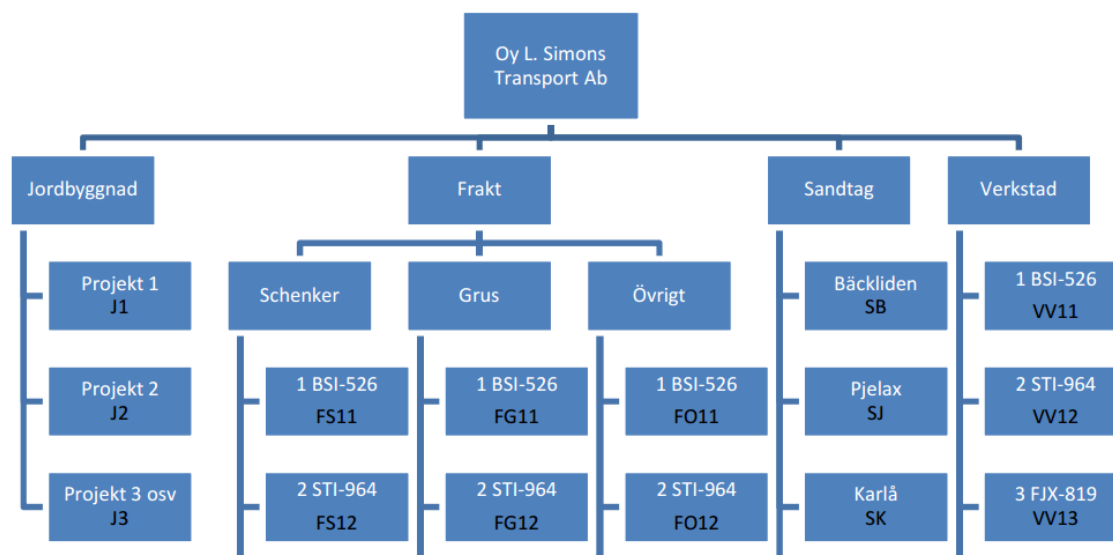 Oy L. Simons
Transport Ab
Jordbyggnad
Frakt
Sandtag
Verkstad
Projekt 1
J1
Projekt 2
J2
Projekt 3 osv
J3
Schenker
Grus
Övrigt
1 BSI-526
FS11
2 STI-964
FS12
1 BSI-526
FG11
2 STI-964
FG12
1 BSI-526
FO11
2 STI-964
FO12
Bäckliden
SB
Pjelax
SJ
Karlå
SK
1 BSI-526
VV11
2 STI-964
VV12
3 FJX-819
VV13